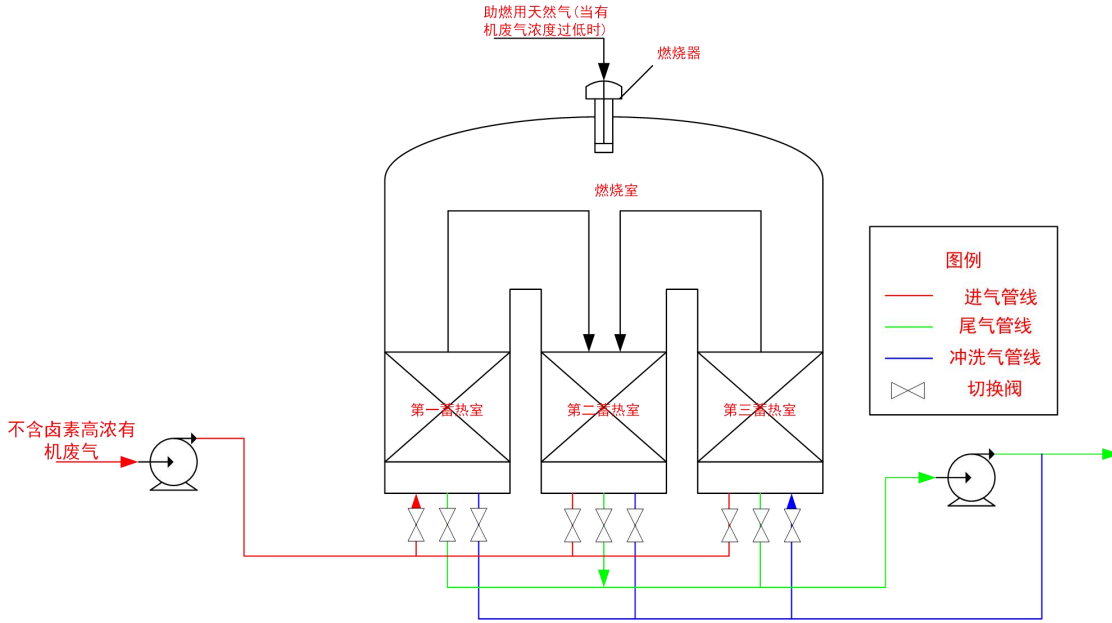 助燃用天然气(当有
机废气浓度过低时)
燃烧器
燃烧室
图例
进气管线
尾气管线
冲洗气管线
切换阀
第一蓄热室
第二蓄热室
第三蓄热室
不含卤素高浓有
机废气